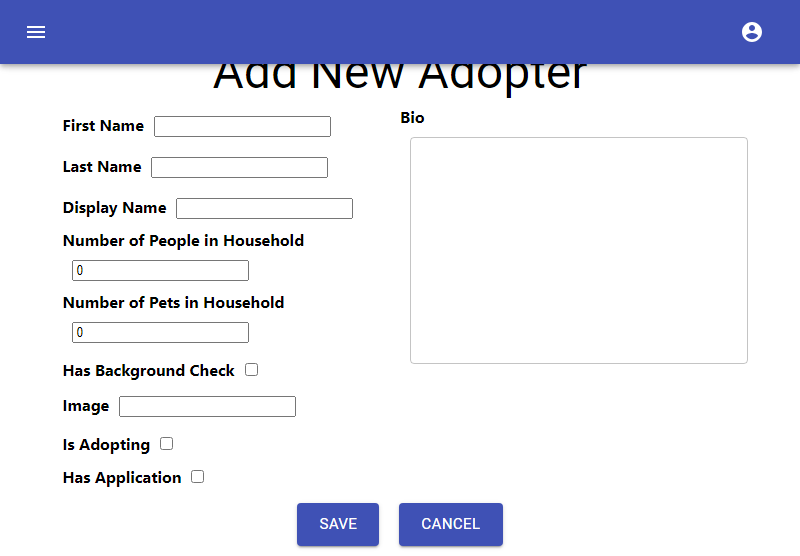 Add New Adopter
First Name
Last Name
Display Name
Number of People in Household
0
Number of Pets in Household
0
Has Background Check
Image
Is Adopting
Has Application
Bio
SAVE
CANCEL